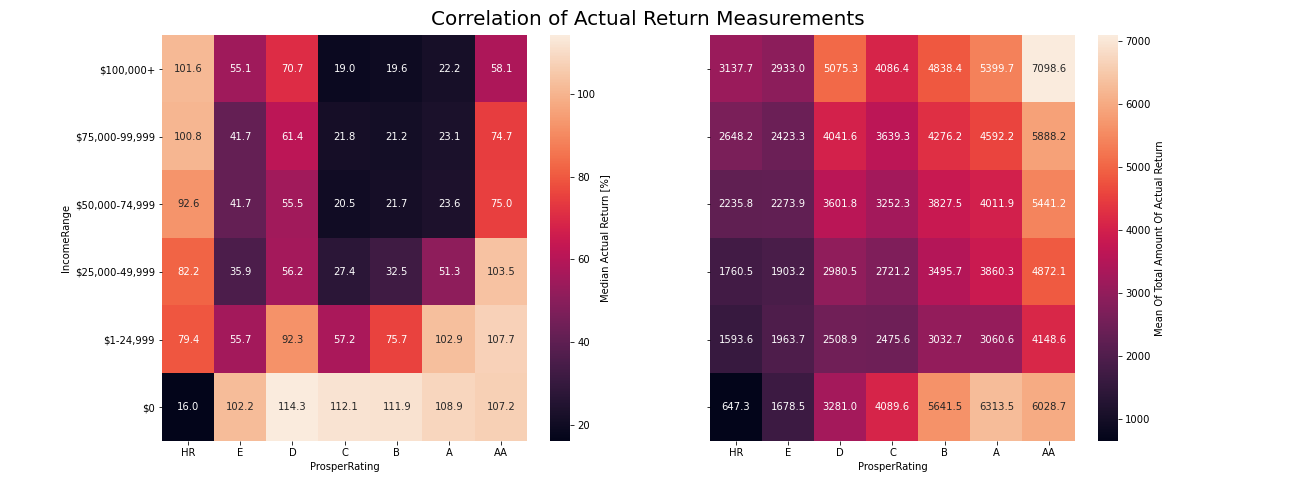 Correlation of Actual Return Measurements
IncomeRange
$100,000+ 101.6 55.1 70.7 19.0 19.6 22.2 58.1
$75,000-99,999 100.8 41.7 61.4 21.8 21.2 23.1 74.7
$50,000-74,999 92.6 41.7 55.5 20.5 21.7 23.6 75.0
$25,000-49,999 82.2 35.9 56.2 27.4 32.5 51.3 103.5
$1-24,999 79.4 55.7 92.3 57.2 75.7 102.9 107.7
$0 16.0 102.2 114.3 112.1 111.9 108.9 107.2
HR E D C B A AA
ProsperRating
100
80
60
40
20
Median Actual Return [%]
3137.7 2933.0 5075.3 4086.4 4838.4 5399.7 7098.6
2648.2 2423.3 4041.6 3639.3 4276.2 4592.2 5888.2
2235.8 2273.9 3601.8 3252.3 3827.5 4011.9 5441.2
1760.5 1903.2 2980.5 2721.2 3495.7 3860.3 4872.1
1593.6 1963.7 2508.9 2475.6 3032.7 3060.6 4148.6
647.3 1678.5 3281.0 4089.6 5641.5 6313.5 6028.7
HR E D C B A AA
ProsperRating
7000
6000
5000
4000
3000
2000
1000
Mean Of Total Amount Of Actual Return